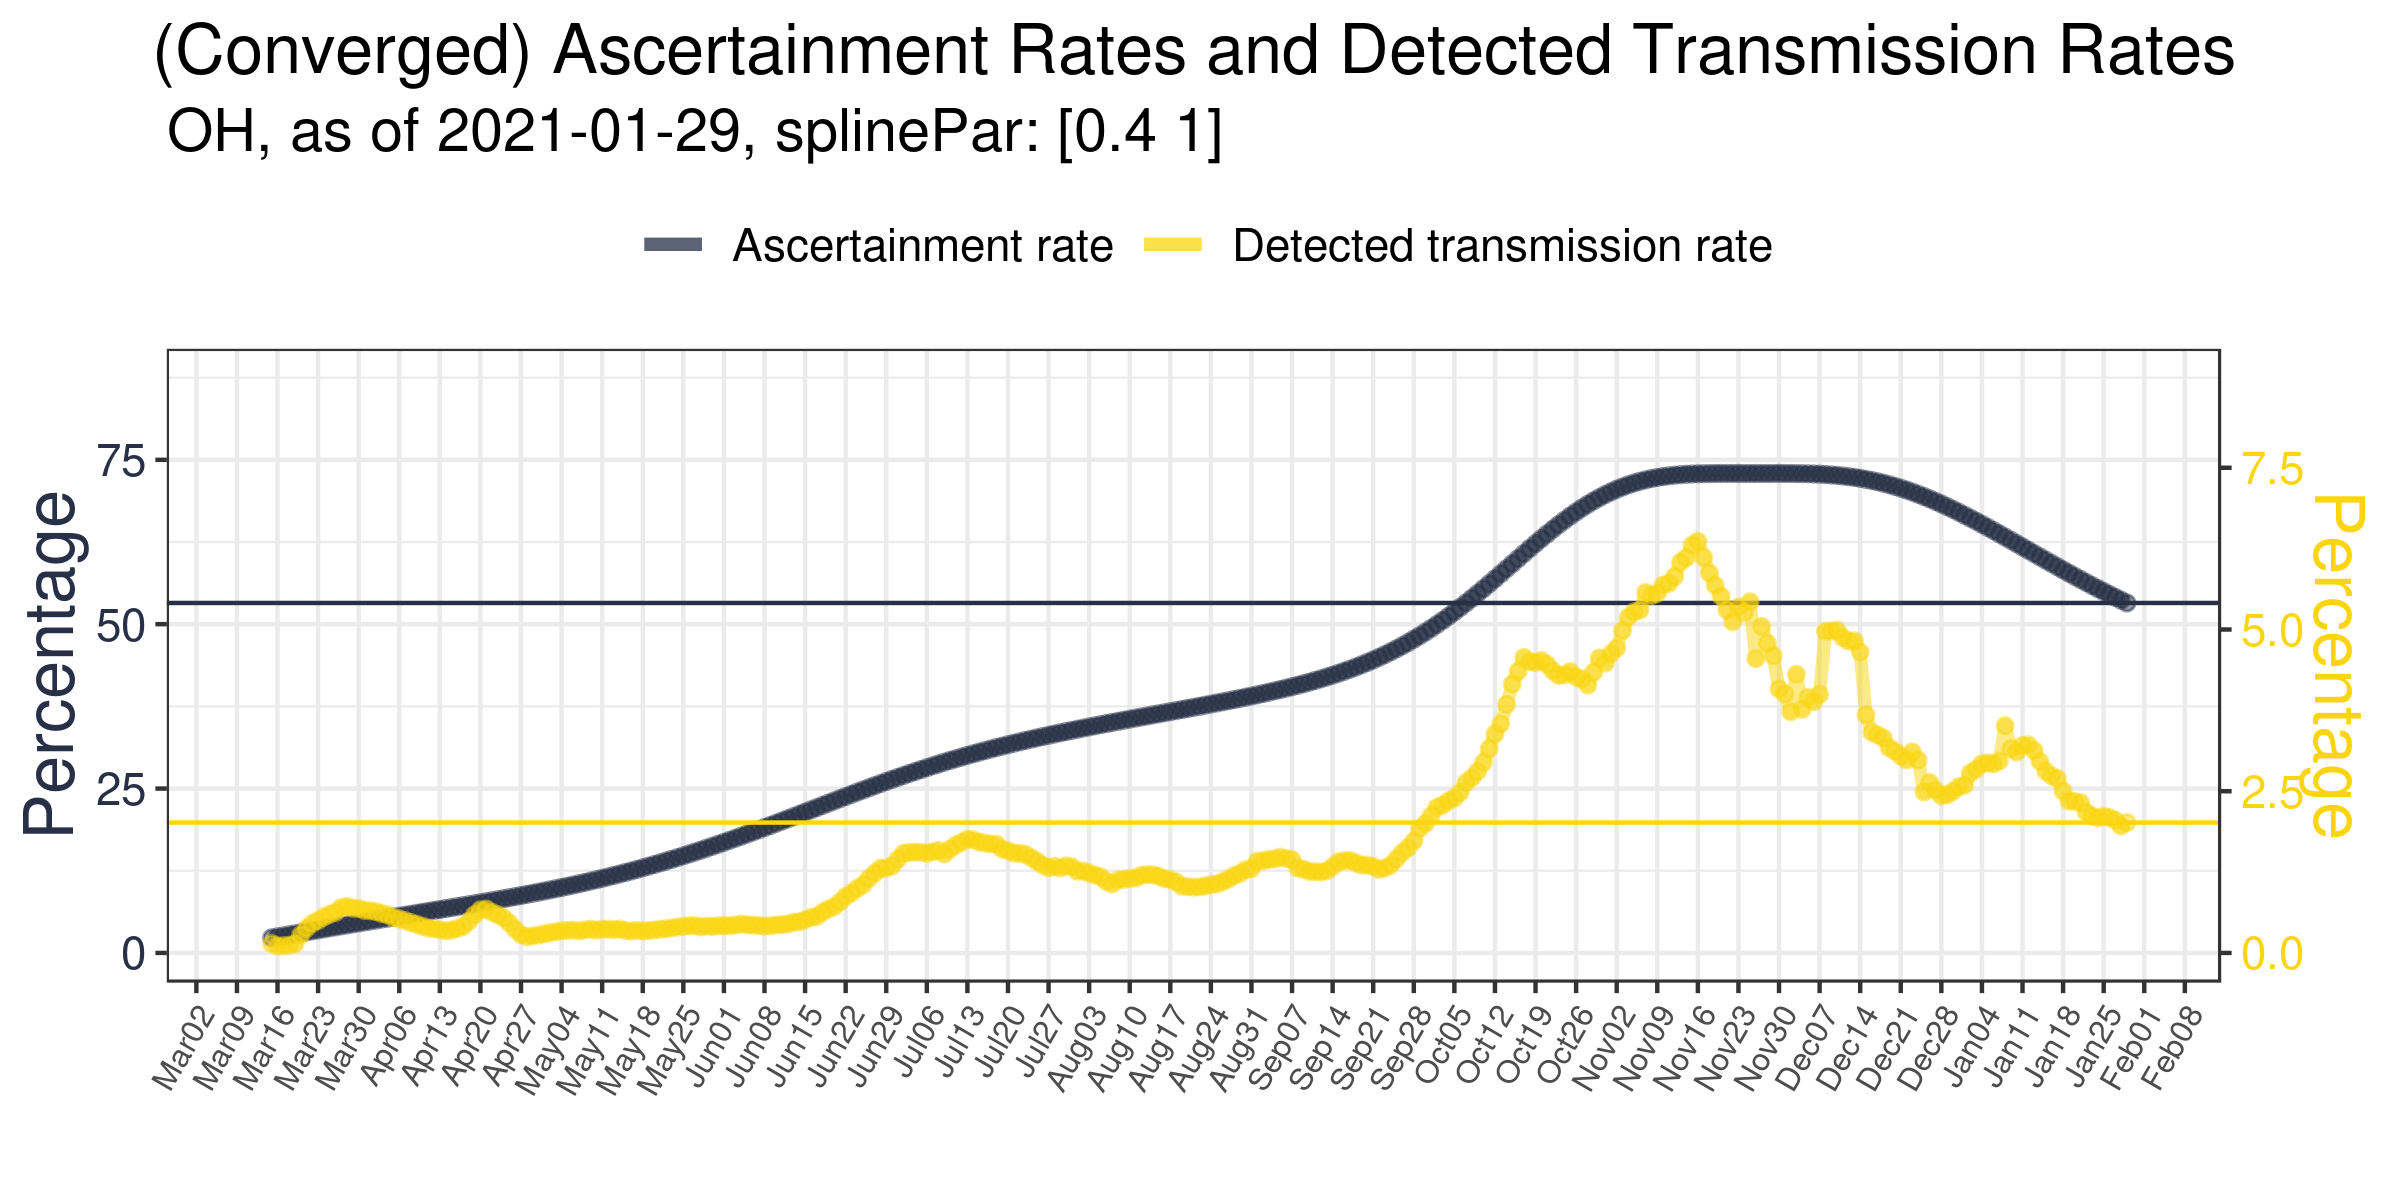 (Converged) Ascertainment Rates and Detected Transmission Rates
OH, as of 2021-01-29, splinePar: [0.4 1]
Ascertainment rate
Detected transmission rate
Percentage
75
50
25
0
7.5
5.0
2.5
0.0
Percentage
Mar02
Mar09
Mar16
Mar23
Mar30
Apr06
Apr13
Apr20
Apr27
May04
May11
May18
May25
Jun01
Jun08
Jun15
Jun22
Jun29
Jul06
Jul13
Jul20
Jul27
Aug03
Aug10
Aug17
Aug24
Aug31
Sep07
Sep14
Sep21
Sep28
Oct05
Oct12
Oct19
Oct26
Nov02
Nov09
Nov16
Nov23
Nov30
Dec07
Dec14
Dec21
Dec28
Jan04
Jan11
Jan18
Jan25
Feb01
Feb08